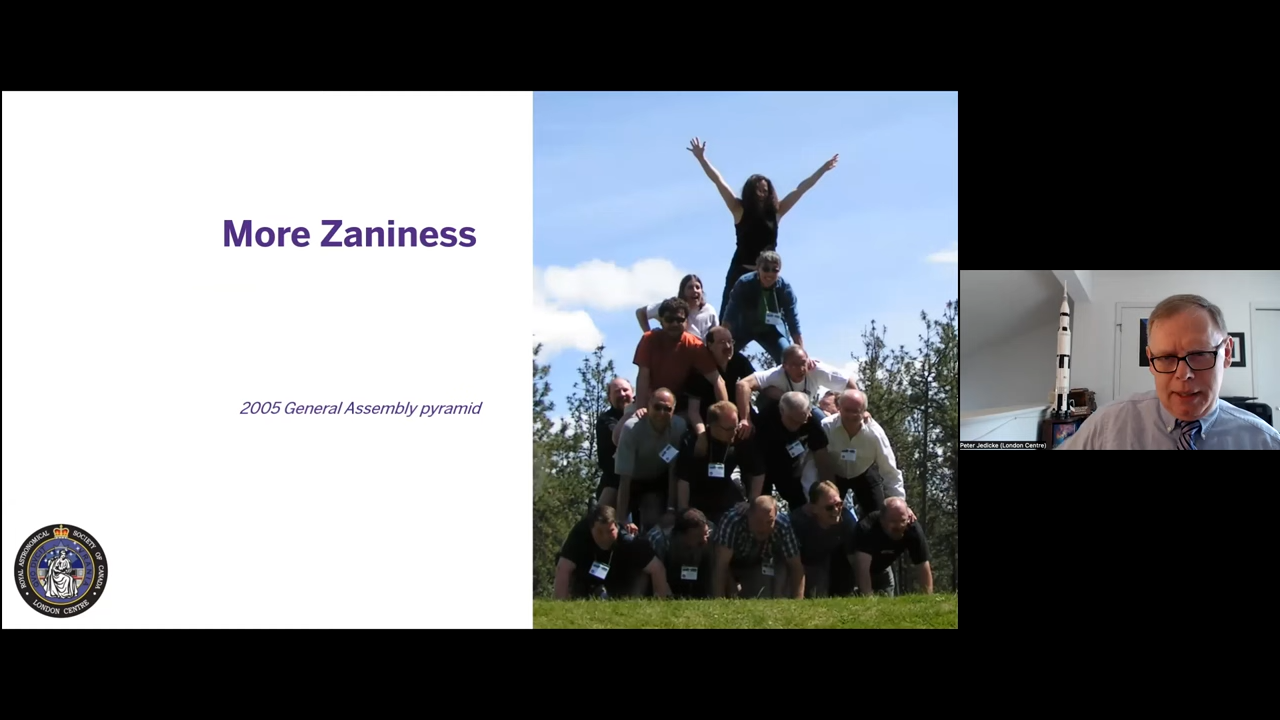 More Zaniness
2005 General Assembly pyramid
ROYAL ASTRONOMICAL SOCIETY OF CANADA
LONDON CENTRE
Peter Jedicke (London Centre)